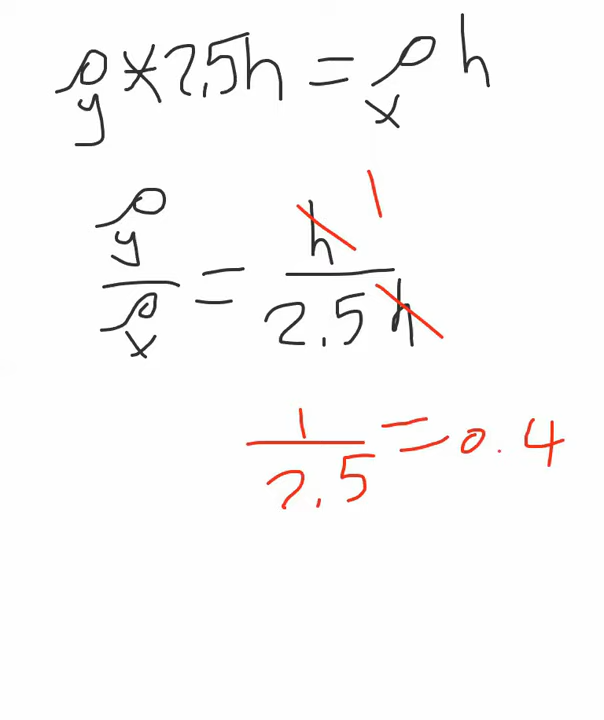 ρy * 2.5h = ρx h
ρy / ρx = h 1 / 2.5h
1 / 2.5 = 0.4